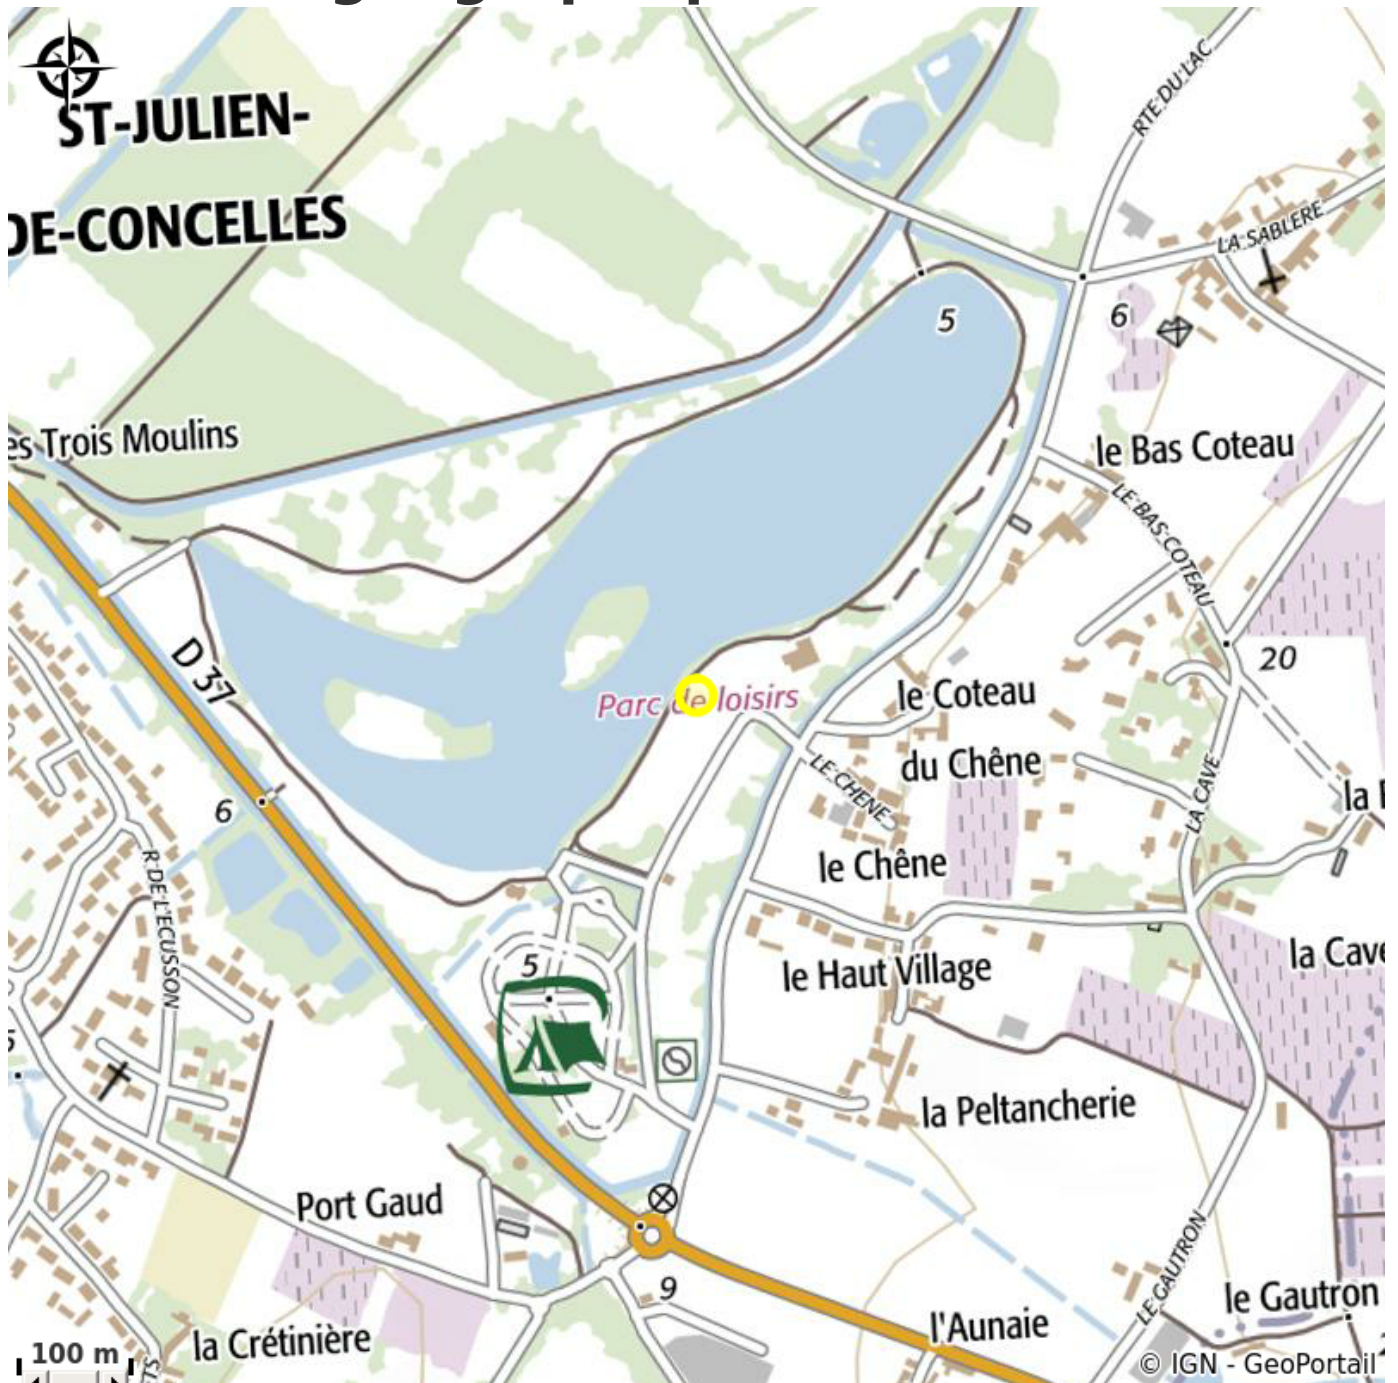 ST-JULIEN-
DE-CONCELLES
RTE DU LAC
LA SABLERE
5
6
es Trois Moulins
le Bas Coteau
LE BAS COTEAU
D 37
20
Parc de loisirs
le Coteau
du Chêne
LE CHENE
LA CAVE
6
R DE L'ECUSSON
le Chêne
la Cave
le Haut Village
5
la Peltancherie
Port Gaud
9
LE GAUTRON
le Gautron
l'Aunaie
la Crétinière
100 m
© IGN - GeoPortail